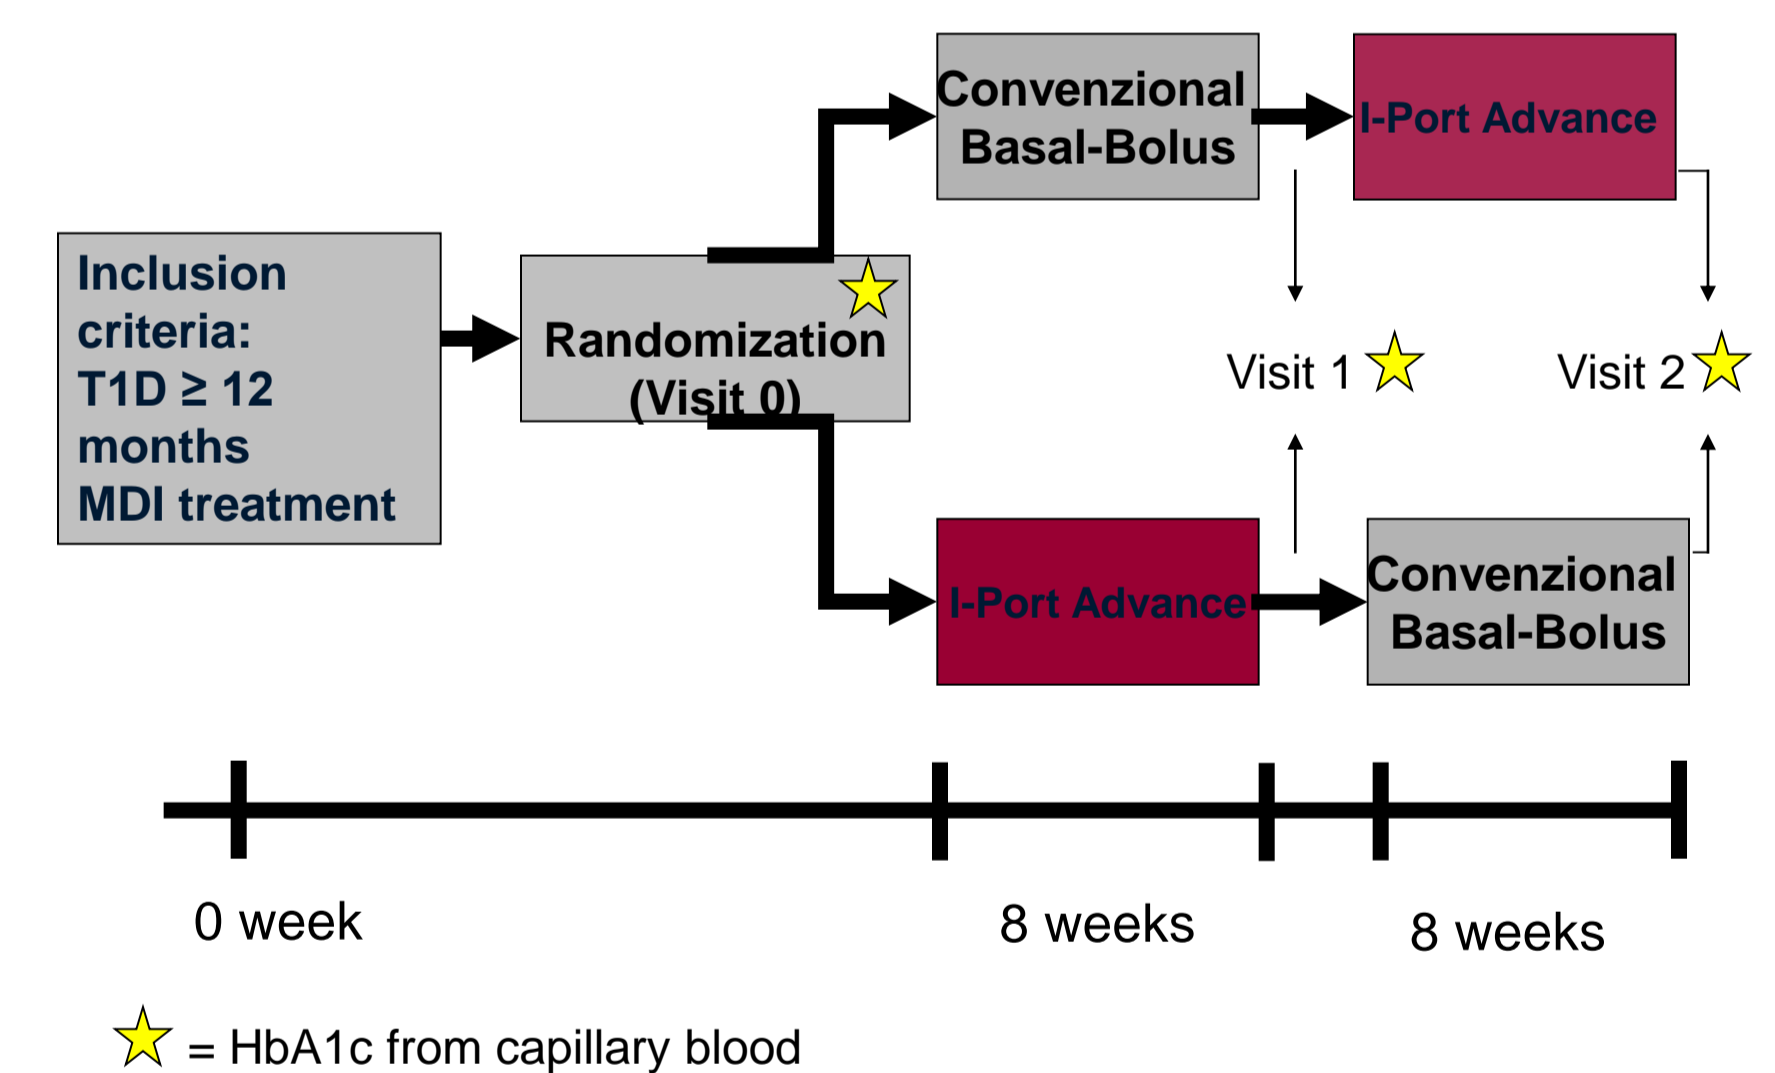 Inclusion
criteria:
T1D ≥ 12
months
MDI treatment
Randomization
(Visit 0)
Convenzional
Basal-Bolus
I-Port Advance
Visit 1
Visit 2
I-Port Advance
Convenzional
Basal-Bolus
0 week
8 weeks
8 weeks
= HbA1c from capillary blood